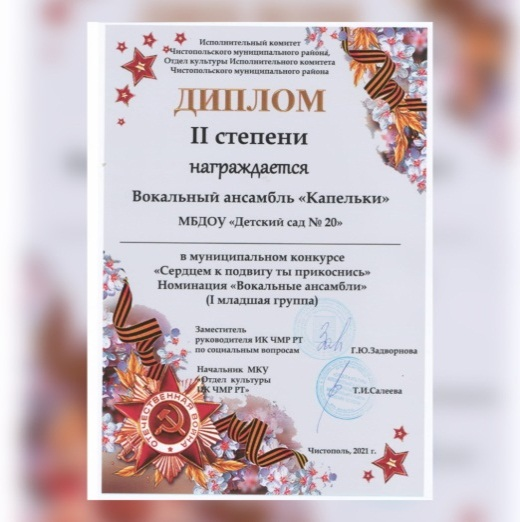 Исполнительный комитет
Чистопольского муниципального района,
Отдел культуры Исполнительного комитета
Чистопольского муниципального района
ДИПЛОМ
II степени
награждается
Вокальный ансамбль «Капельки»
МБДОУ «Детский сад № 20»
в муниципальном конкурсе
«Сердцем к подвигу ты прикоснись»
Номинация «Вокальные ансамбли»
(I младшая группа)
Заместитель
руководителя ИК ЧМР РТ
по социальным вопросам
Г.Ю.Задворнова
Начальник МКУ
«Отдел культуры
ИК ЧМР РТ»
Т.И.Салеева
ОТЕЧЕСТВЕННАЯ ВОЙНА
Чистополь, 2021 г.